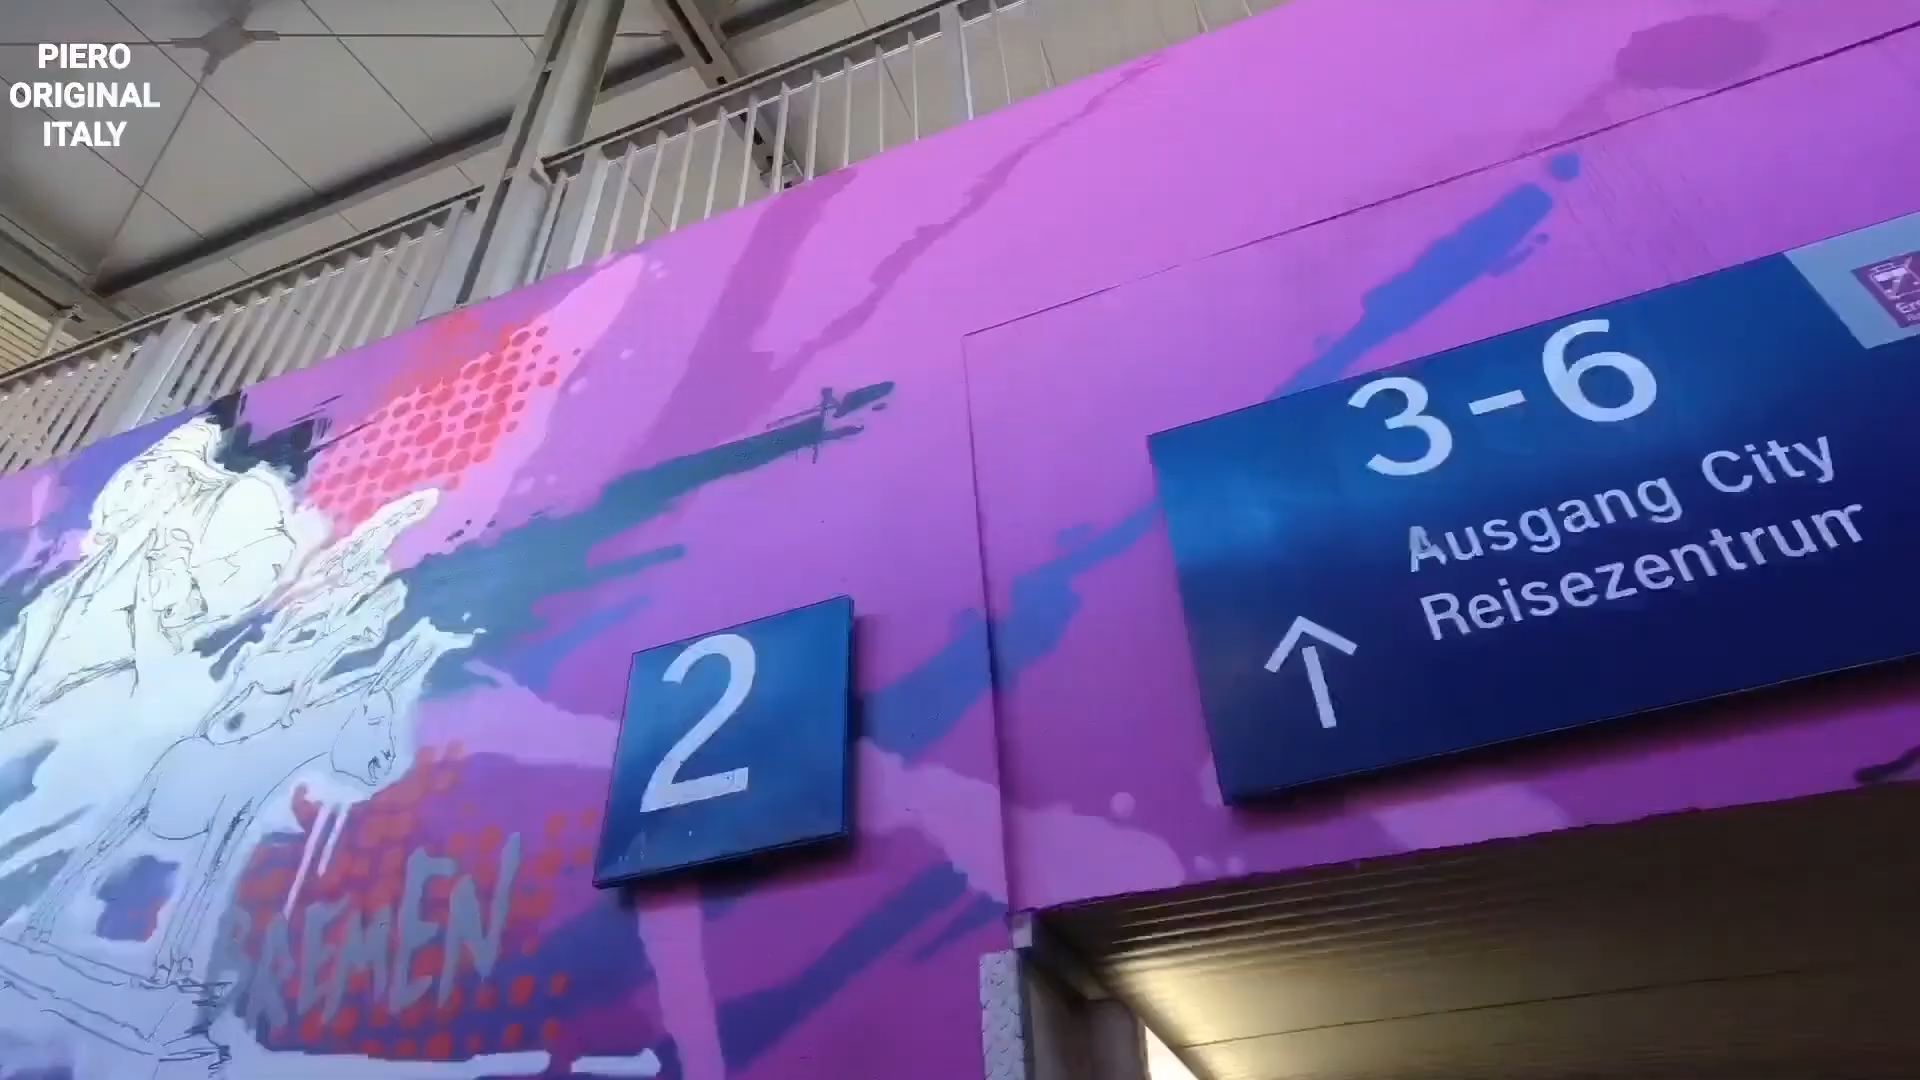 PIERO
ORIGINAL
ITALY
3-6
Ausgang City
Reisezentrum
2
BREMEN